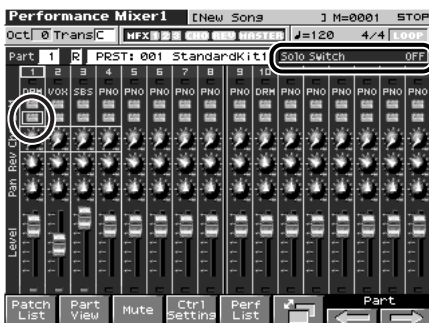 Performance Mixer1 [New Song ] M=0001 STOP
Oct 0 Trans C MFX 1 2 3 CHO REV MASTER ♩=120 4/4 LOOP
Part 1 R PRST: 001 StandardKit1 Solo Switch OFF
1 2 3 4 5 6 7 8 9 10
DRM VOX SBS PNO PNO PNO PNO PNO PNO DRM PNO PNO PNO PNO PNO PNO
Pan Rev Cho
Level
Patch List Part View Mute Ctrl Setting Perf List Part